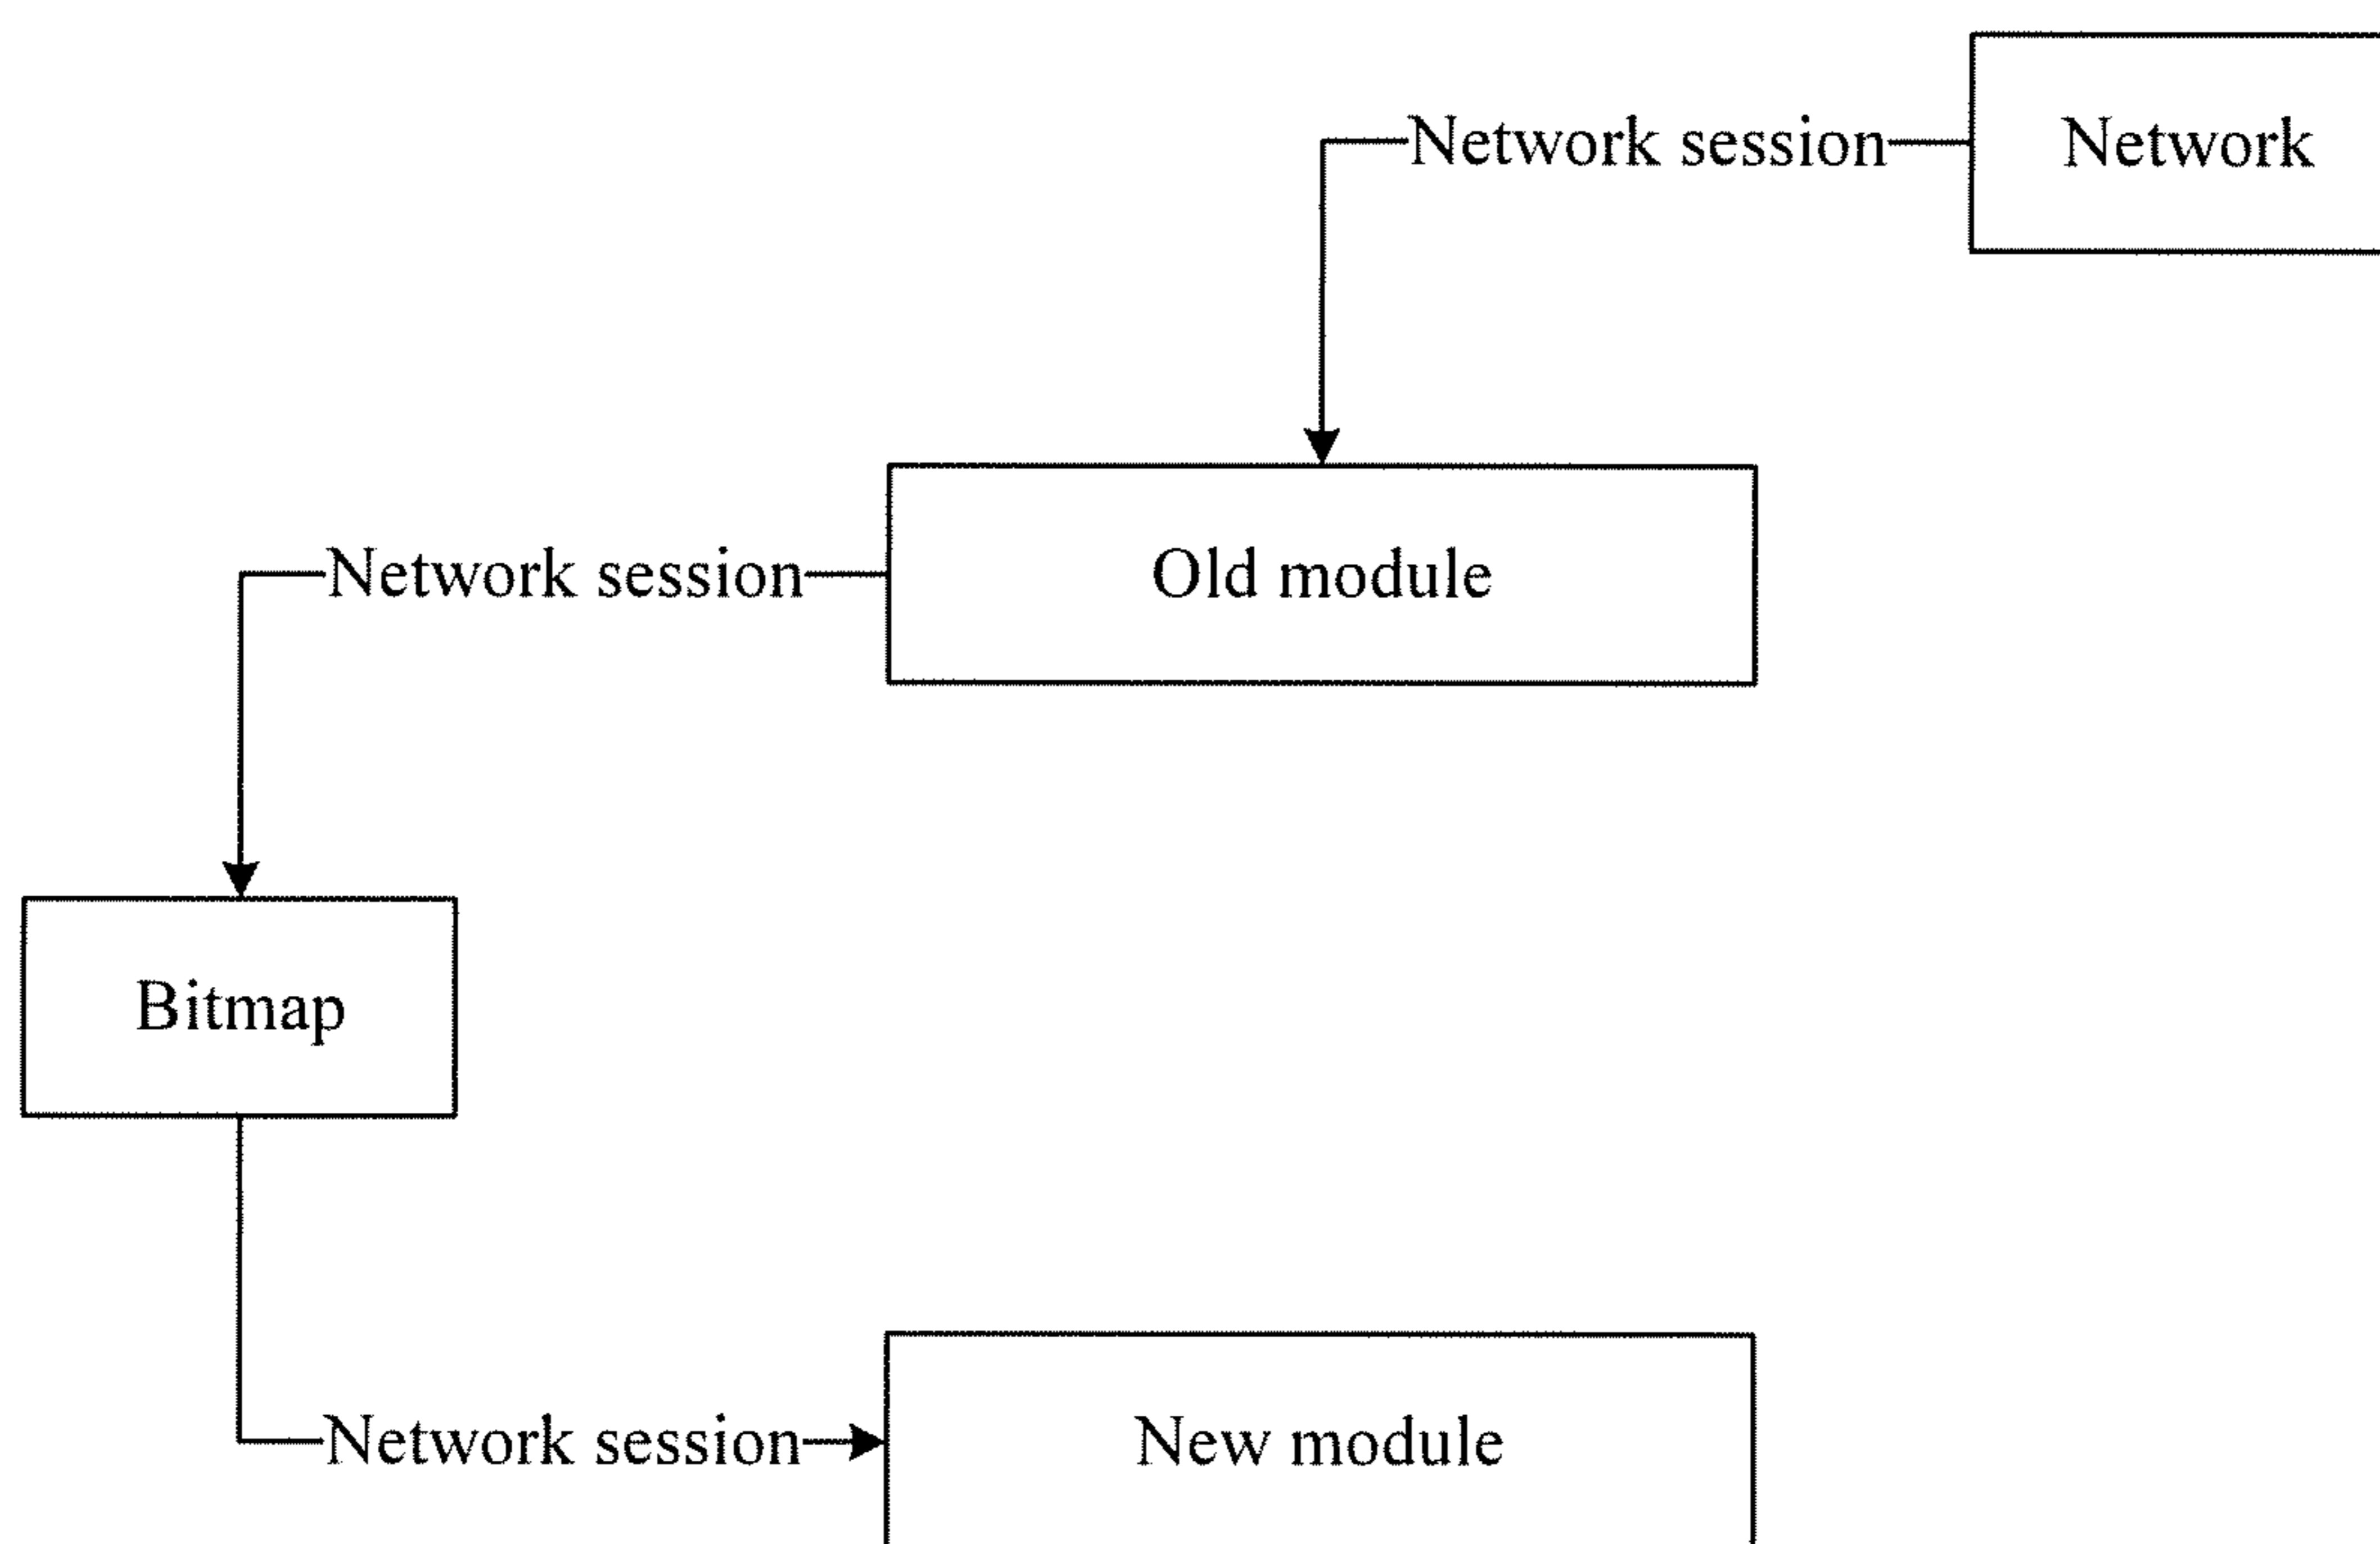 Network session
Network
Network session
Old module
Bitmap
Network session
New module